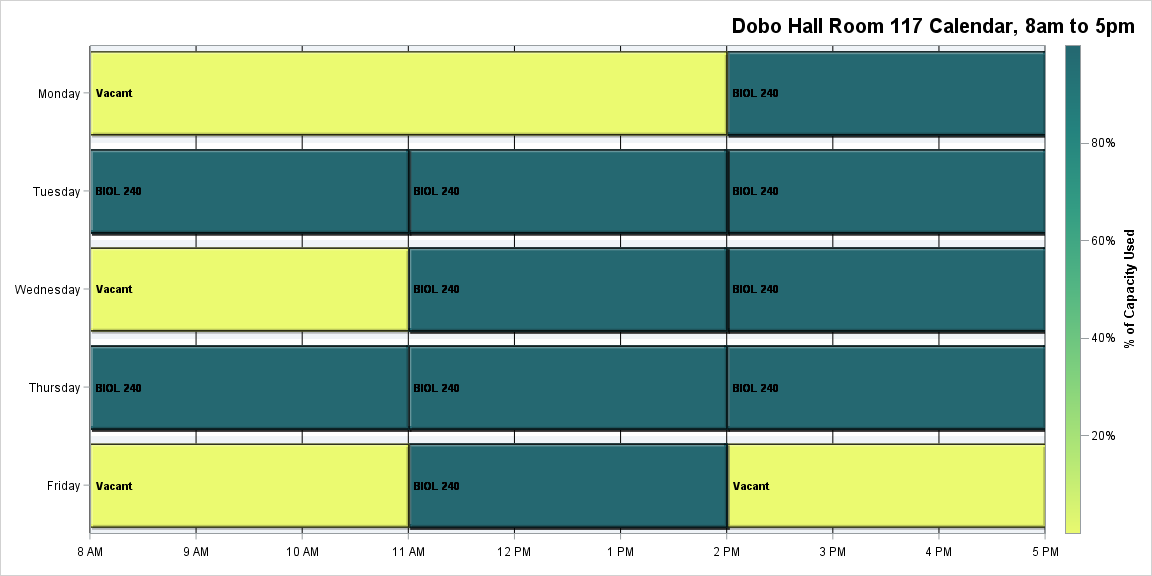 Dobo Hall Room 117 Calendar, 8am to 5pm
Monday
Vacant
BIOL 240
Tuesday
BIOL 240
BIOL 240
BIOL 240
Wednesday
Vacant
BIOL 240
BIOL 240
Thursday
BIOL 240
BIOL 240
BIOL 240
Friday
Vacant
BIOL 240
Vacant
8 AM
9 AM
10 AM
11 AM
12 PM
1 PM
2 PM
3 PM
4 PM
5 PM
80%
60%
40%
20%
% of Capacity Used